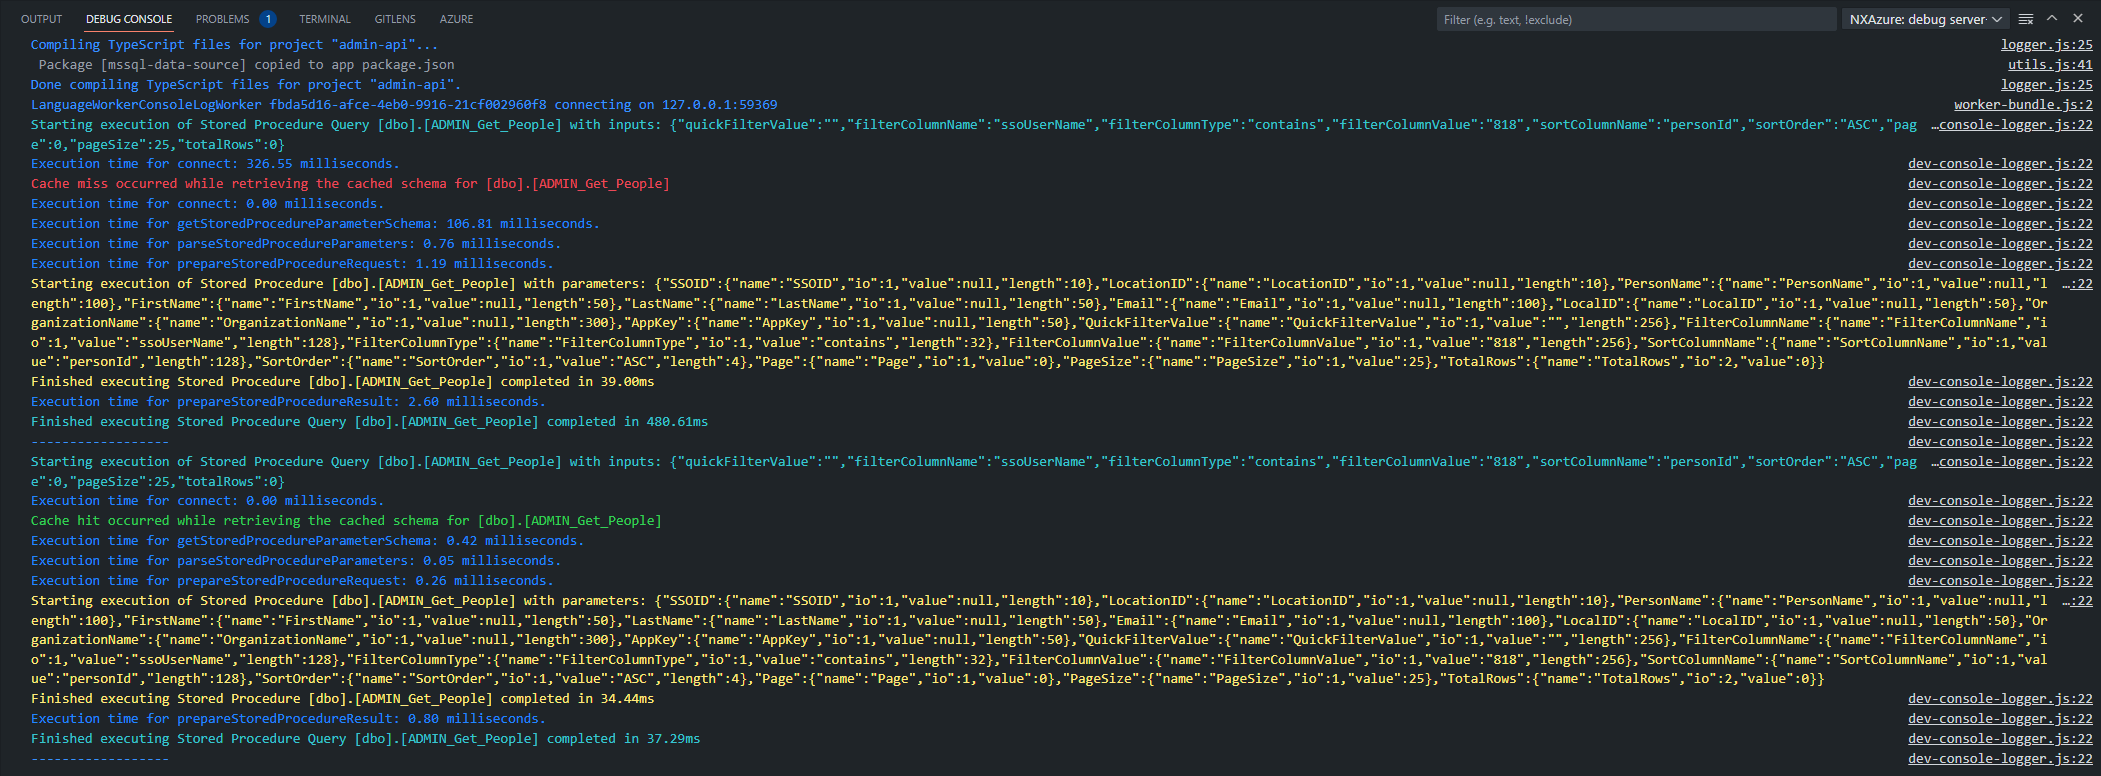 OUTPUT DEBUG CONSOLE PROBLEMS 1 TERMINAL GITLENS AZURE Filter (e.g. text, !exclude) NXAzure: debug server
Compiling TypeScript files for project "admin-api"... logger.js:25
Package [mssql-data-source] copied to app package.json utils.js:41
Done compiling TypeScript files for project "admin-api". logger.js:25
LanguageWorkerConsoleLogWorker fbda5d16-afce-4eb0-9916-21cf002960f8 connecting on 127.0.0.1:59369 worker-bundle.js:2
Starting execution of Stored Procedure Query [dbo].[ADMIN_Get_People] with inputs: {"quickFilterValue":"","filterColumnName":"ssoUserName","filterColumnType":"contains","filterColumnValue":"818","sortColumnName":"personId","sortOrder":"ASC","pag …console-logger.js:22
e":0,"pageSize":25,"totalRows":0}
Execution time for connect: 326.55 milliseconds. dev-console-logger.js:22
Cache miss occurred while retrieving the cached schema for [dbo].[ADMIN_Get_People] dev-console-logger.js:22
Execution time for connect: 0.00 milliseconds. dev-console-logger.js:22
Execution time for getStoredProcedureParameterSchema: 106.81 milliseconds. dev-console-logger.js:22
Execution time for parseStoredProcedureParameters: 0.76 milliseconds. dev-console-logger.js:22
Execution time for prepareStoredProcedureRequest: 1.19 milliseconds. dev-console-logger.js:22
Starting execution of Stored Procedure [dbo].[ADMIN_Get_People] with parameters: {"SSOID":{"name":"SSOID","io":1,"value":null,"length":10},"LocationID":{"name":"LocationID","io":1,"value":null,"length":10},"PersonName":{"name":"PersonName","io":1,"value":null,"l …:22
ength":100},"FirstName":{"name":"FirstName","io":1,"value":null,"length":50},"LastName":{"name":"LastName","io":1,"value":null,"length":50},"Email":{"name":"Email","io":1,"value":null,"length":100},"LocalID":{"name":"LocalID","io":1,"value":null,"length":50},"Or
ganizationName":{"name":"OrganizationName","io":1,"value":null,"length":300},"AppKey":{"name":"AppKey","io":1,"value":null,"length":50},"QuickFilterValue":{"name":"QuickFilterValue","io":1,"value":"","length":256},"FilterColumnName":{"name":"FilterColumnName","i
o":1,"value":"ssoUserName","length":128},"FilterColumnType":{"name":"FilterColumnType","io":1,"value":"contains","length":32},"FilterColumnValue":{"name":"FilterColumnValue","io":1,"value":"818","length":256},"SortColumnName":{"name":"SortColumnName","io":1,"val
ue":"personId","length":128},"SortOrder":{"name":"SortOrder","io":1,"value":"ASC","length":4},"Page":{"name":"Page","io":1,"value":0},"PageSize":{"name":"PageSize","io":1,"value":25},"TotalRows":{"name":"TotalRows","io":2,"value":0}}
Finished executing Stored Procedure [dbo].[ADMIN_Get_People] completed in 39.00ms dev-console-logger.js:22
Execution time for prepareStoredProcedureResult: 2.60 milliseconds. dev-console-logger.js:22
Finished executing Stored Procedure Query [dbo].[ADMIN_Get_People] completed in 480.61ms dev-console-logger.js:22
------------------ dev-console-logger.js:22
Starting execution of Stored Procedure Query [dbo].[ADMIN_Get_People] with inputs: {"quickFilterValue":"","filterColumnName":"ssoUserName","filterColumnType":"contains","filterColumnValue":"818","sortColumnName":"personId","sortOrder":"ASC","pag …console-logger.js:22
e":0,"pageSize":25,"totalRows":0}
Execution time for connect: 0.00 milliseconds. dev-console-logger.js:22
Cache hit occurred while retrieving the cached schema for [dbo].[ADMIN_Get_People] dev-console-logger.js:22
Execution time for getStoredProcedureParameterSchema: 0.42 milliseconds. dev-console-logger.js:22
Execution time for parseStoredProcedureParameters: 0.05 milliseconds. dev-console-logger.js:22
Execution time for prepareStoredProcedureRequest: 0.26 milliseconds. dev-console-logger.js:22
Starting execution of Stored Procedure [dbo].[ADMIN_Get_People] with parameters: {"SSOID":{"name":"SSOID","io":1,"value":null,"length":10},"LocationID":{"name":"LocationID","io":1,"value":null,"length":10},"PersonName":{"name":"PersonName","io":1,"value":null,"l …:22
ength":100},"FirstName":{"name":"FirstName","io":1,"value":null,"length":50},"LastName":{"name":"LastName","io":1,"value":null,"length":50},"Email":{"name":"Email","io":1,"value":null,"length":100},"LocalID":{"name":"LocalID","io":1,"value":null,"length":50},"Or
ganizationName":{"name":"OrganizationName","io":1,"value":null,"length":300},"AppKey":{"name":"AppKey","io":1,"value":null,"length":50},"QuickFilterValue":{"name":"QuickFilterValue","io":1,"value":"","length":256},"FilterColumnName":{"name":"FilterColumnName","i
o":1,"value":"ssoUserName","length":128},"FilterColumnType":{"name":"FilterColumnType","io":1,"value":"contains","length":32},"FilterColumnValue":{"name":"FilterColumnValue","io":1,"value":"818","length":256},"SortColumnName":{"name":"SortColumnName","io":1,"val
ue":"personId","length":128},"SortOrder":{"name":"SortOrder","io":1,"value":"ASC","length":4},"Page":{"name":"Page","io":1,"value":0},"PageSize":{"name":"PageSize","io":1,"value":25},"TotalRows":{"name":"TotalRows","io":2,"value":0}}
Finished executing Stored Procedure [dbo].[ADMIN_Get_People] completed in 34.44ms dev-console-logger.js:22
Execution time for prepareStoredProcedureResult: 0.80 milliseconds. dev-console-logger.js:22
Finished executing Stored Procedure Query [dbo].[ADMIN_Get_People] completed in 37.29ms dev-console-logger.js:22
------------------ dev-console-logger.js:22